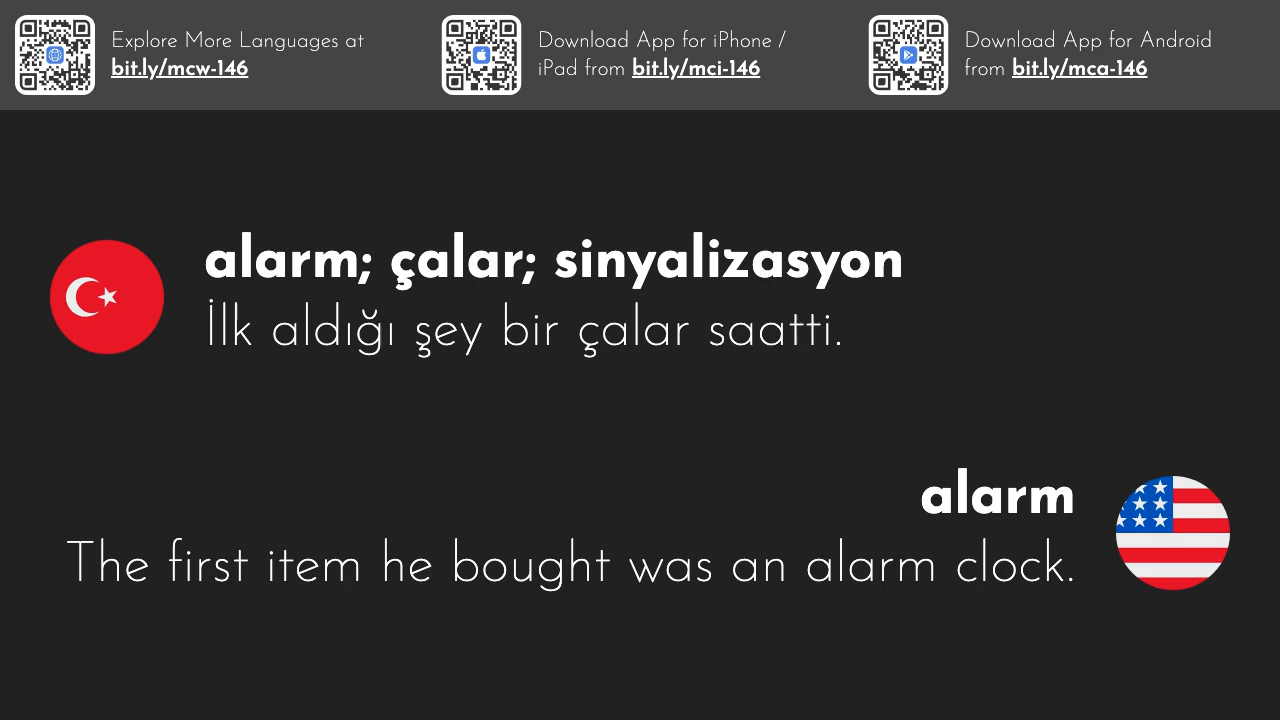 Explore More Languages at
bit.ly/mcw-146
Download App for iPhone /
iPad from bit.ly/mci-146
Download App for Android
from bit.ly/mca-146
alarm; çalar; sinyalizasyon
İlk aldığı şey bir çalar saatti.
alarm
The first item he bought was an alarm clock.